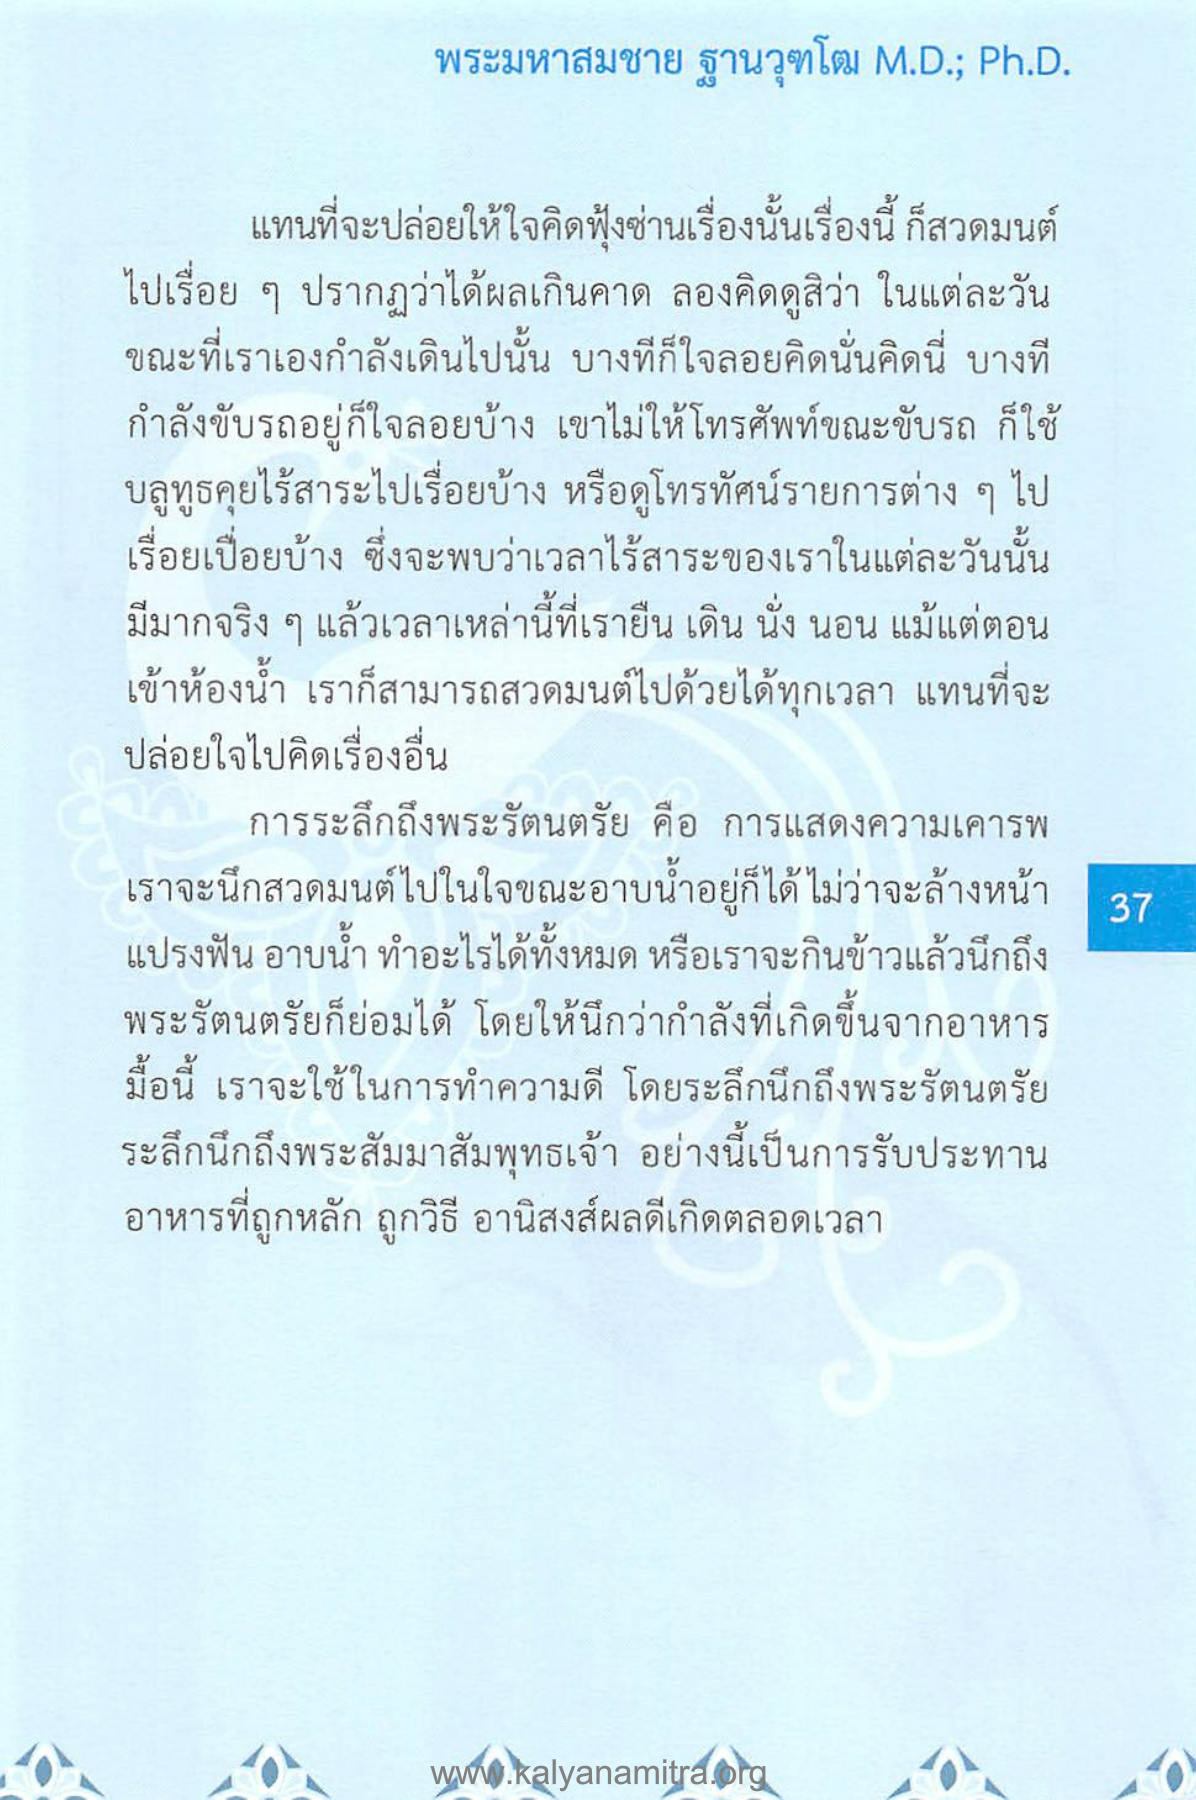 พระมหาสมชาย ฐานวุฑโฒ M.D.; Ph.D.
แทนที่จะปล่อยให้ใจคิดฟุ้งซ่านเรื่องนั้นเรื่องนี้ ก็สวดมนต์
ไปเรื่อย ๆ ปรากฏว่าได้ผลเกินคาด ลองคิดดูสิว่า ในแต่ละวัน
ขณะที่เราเองกำลังเดินไปนั้น บางทีก็ใจลอยคิดนั่นคิดนี่ บางที
กำลังขับรถอยู่ก็ใจลอยบ้าง เขาไม่ให้โทรศัพท์ขณะขับรถ ก็ใช้
บลูทูธคุยไร้สาระไปเรื่อยบ้าง หรือดูโทรทัศน์รายการต่าง ๆ ไป
เรื่อยเปื่อยบ้าง ซึ่งจะพบว่าเวลาไร้สาระของเราในแต่ละวันนั้น
มีมากจริง ๆ แล้วเวลาเหล่านี้ที่เรายืน เดิน นั่ง นอน แม้แต่ตอน
เข้าห้องน้ำ เราก็สามารถสวดมนต์ไปด้วยได้ทุกเวลา แทนที่จะ
ปล่อยใจไปคิดเรื่องอื่น
การระลึกถึงพระรัตนตรัย คือ การแสดงความเคารพ
เราจะนึกสวดมนต์ไปในใจขณะอาบน้ำอยู่ก็ได้ ไม่ว่าจะล้างหน้า
แปรงฟัน อาบน้ำ ทำอะไรได้ทั้งหมด หรือเราจะกินข้าวแล้วนึกถึง
พระรัตนตรัยก็ย่อมได้ โดยให้นึกว่ากำลังที่เกิดขึ้นจากอาหาร
มื้อนี้ เราจะใช้ในการทำความดี โดยระลึกนึกถึงพระรัตนตรัย
ระลึกนึกถึงพระสัมมาสัมพุทธเจ้า อย่างนี้เป็นการรับประทาน
อาหารที่ถูกหลัก ถูกวิธี อานิสงส์ผลดีเกิดตลอดเวลา
37
www.kalyanamitra.org